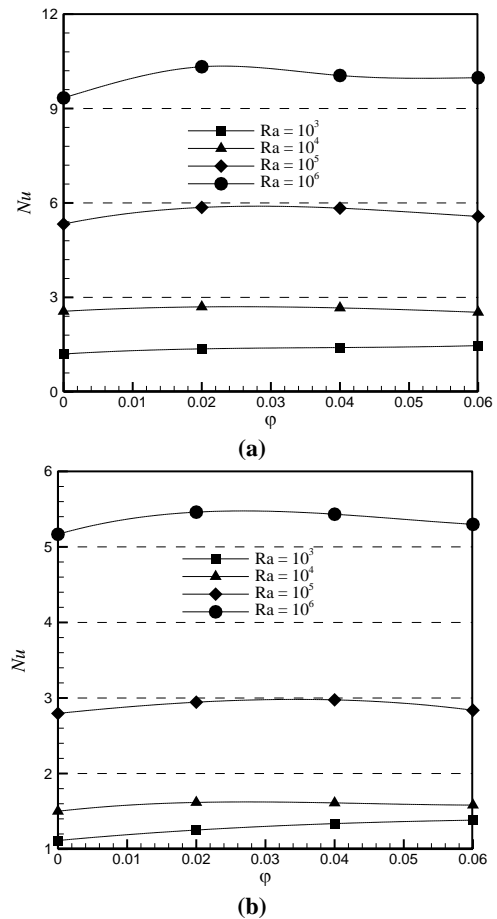 12
9
6
3
0
Nu
Ra = 10³
Ra = 10⁴
Ra = 10⁵
Ra = 10⁶
0 0.01 0.02 0.03 0.04 0.05 0.06
φ
(a)
6
5
4
3
2
1
Nu
Ra = 10³
Ra = 10⁴
Ra = 10⁵
Ra = 10⁶
0 0.01 0.02 0.03 0.04 0.05 0.06
φ
(b)